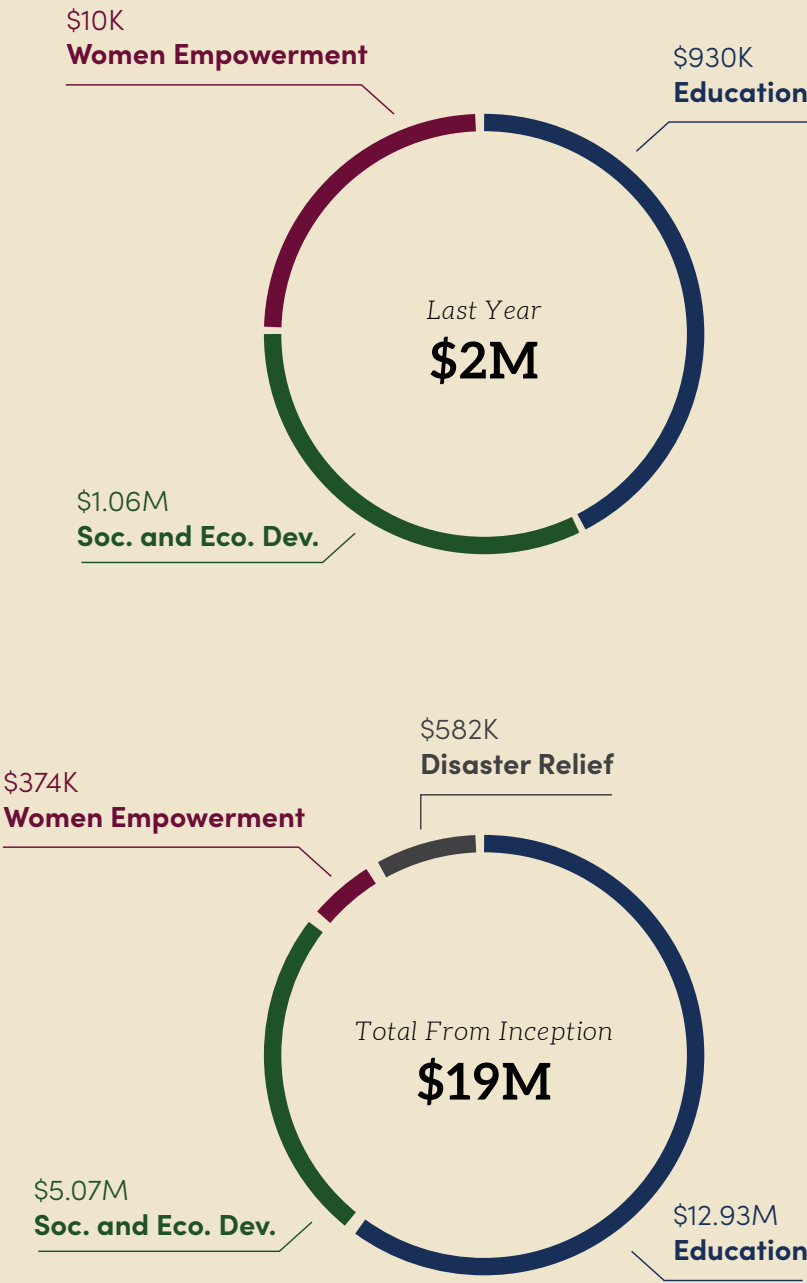 $10K
Women Empowerment
$930K
Education
Last Year
$2M
$1.06M
Soc. and Eco. Dev.
$582K
Disaster Relief
$374K
Women Empowerment
Total From Inception
$19M
$5.07M
Soc. and Eco. Dev.
$12.93M
Education